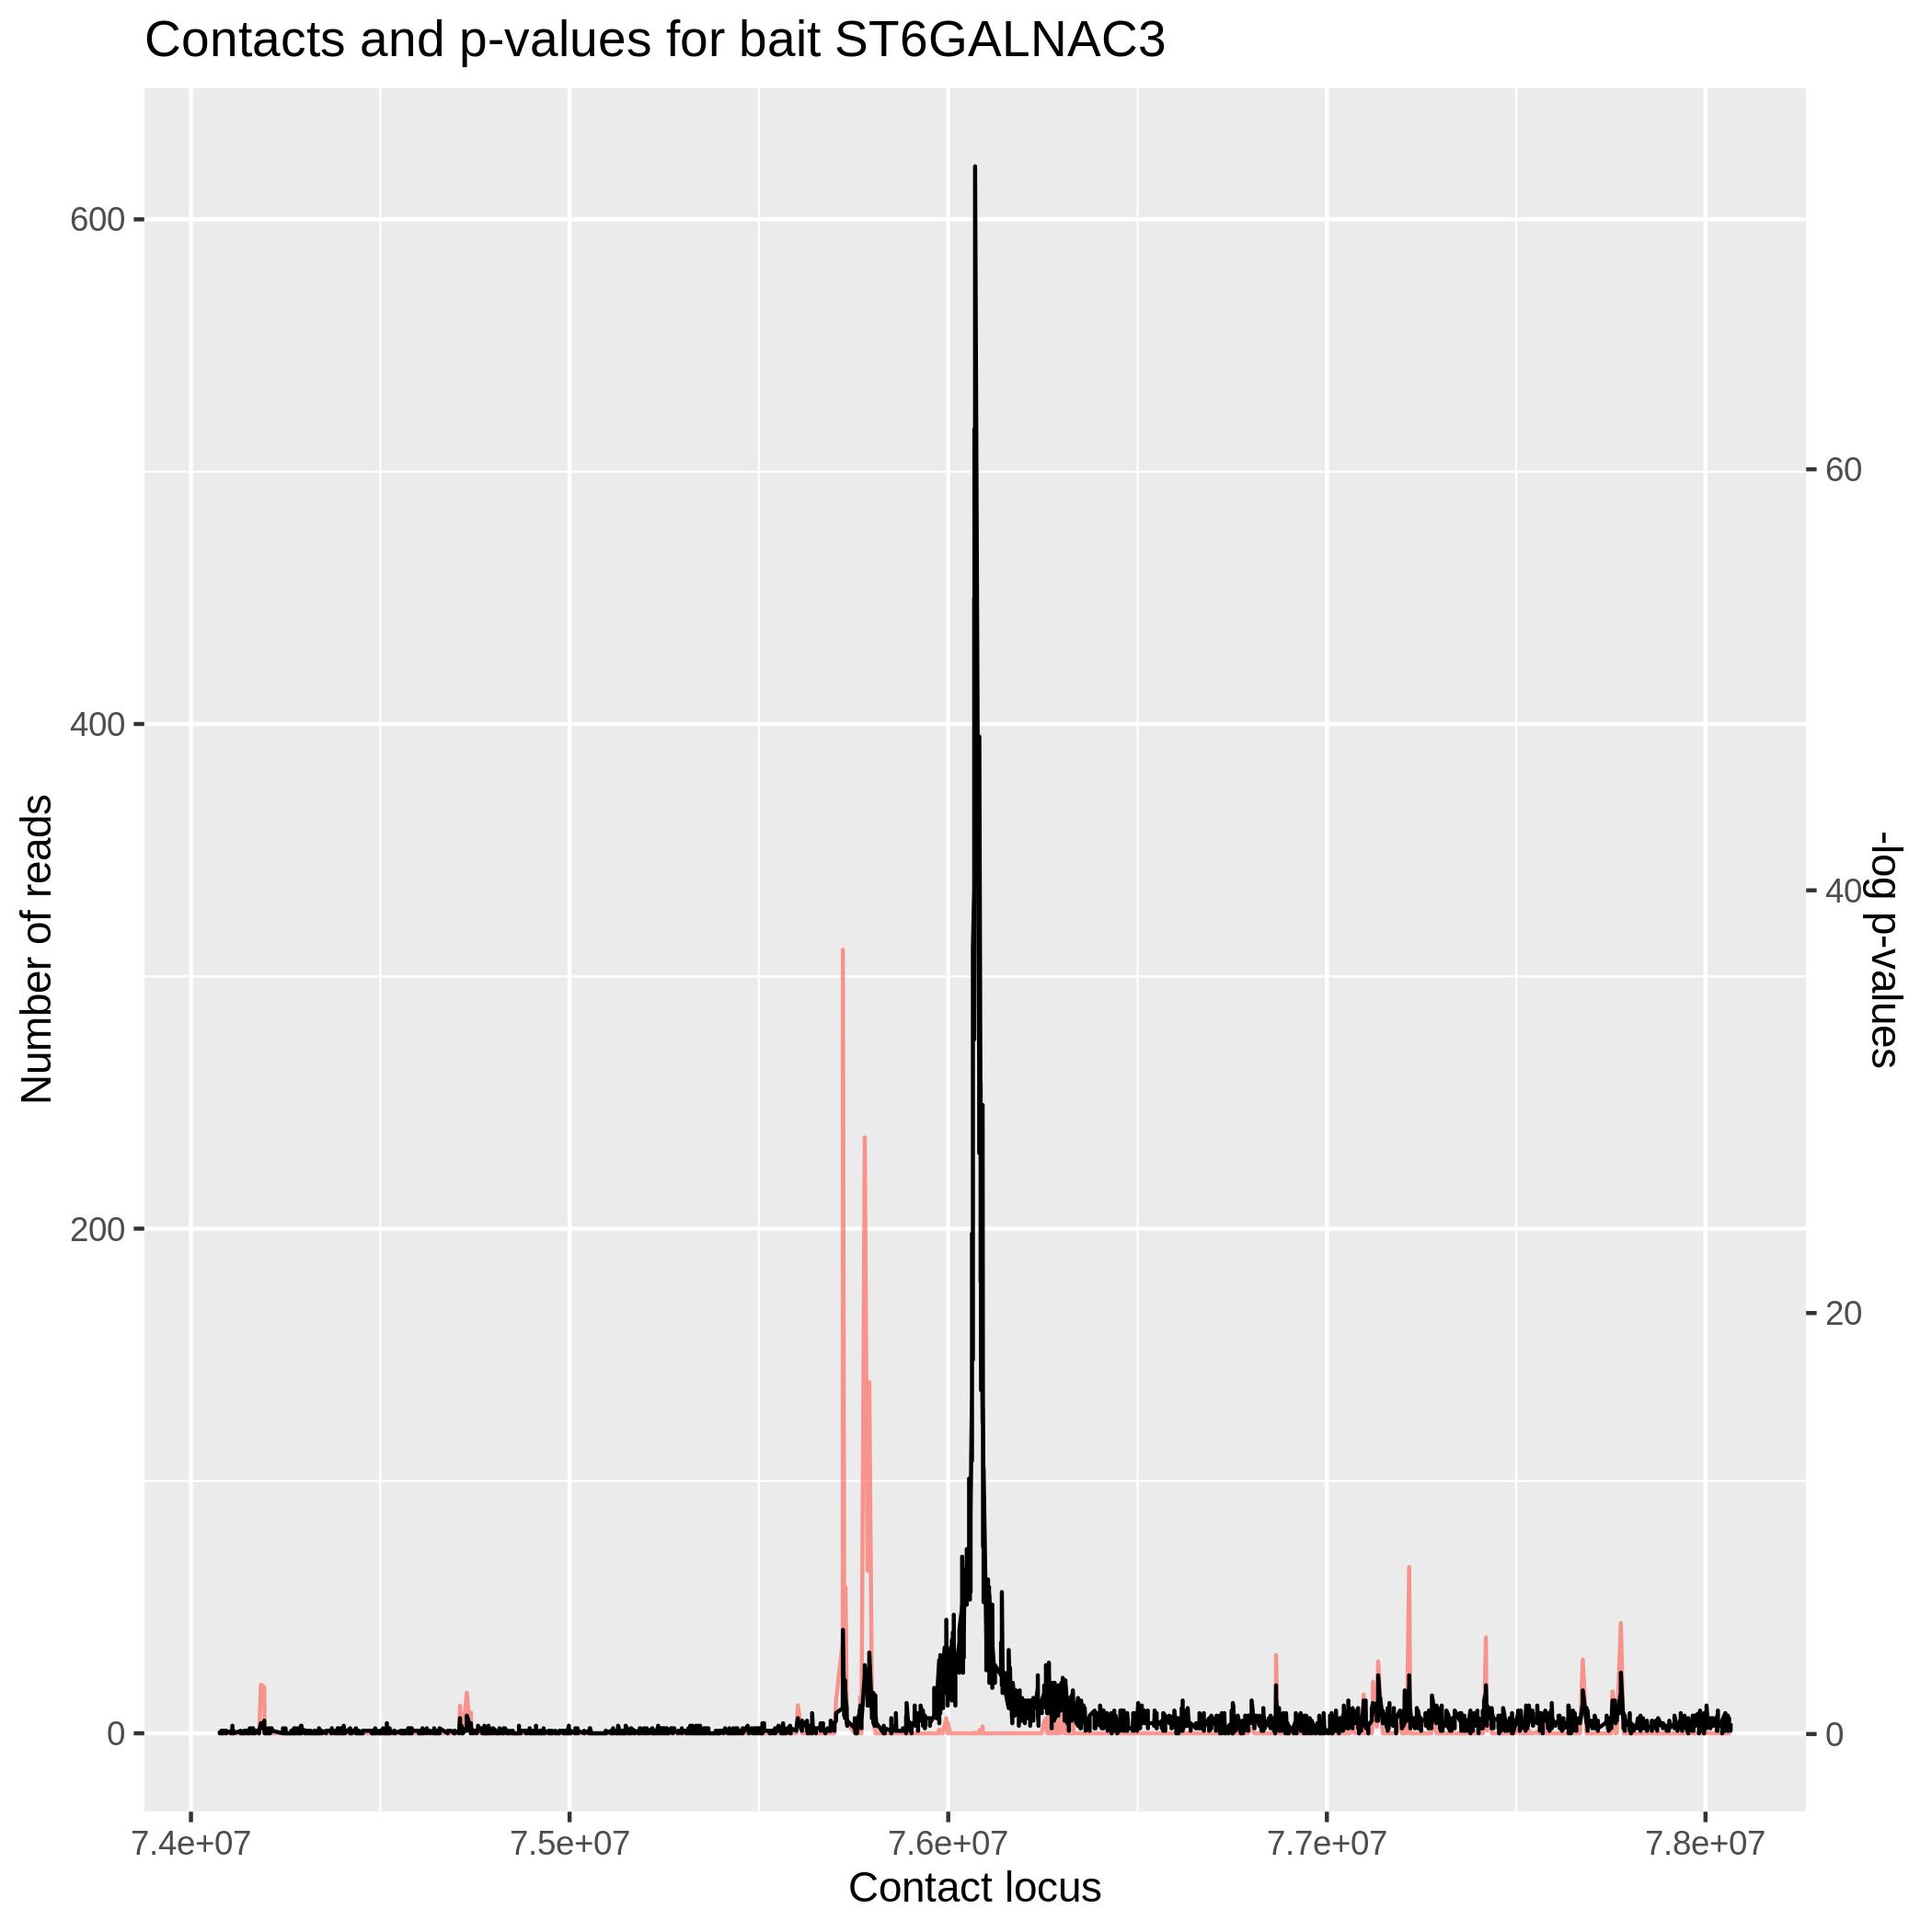 Contacts and p-values for bait ST6GALNAC3
600
400
200
0
Number of reads
60
40
20
0
-log p-values
7.4e+07 7.5e+07 7.6e+07 7.7e+07 7.8e+07
Contact locus